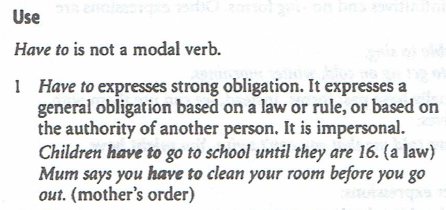 Use
Have to is not a modal verb.
1 Have to expresses strong obligation. It expresses a
general obligation based on a law or rule, or based on
the authority of another person. It is impersonal.
Children have to go to school until they are 16. (a law)
Mum says you have to clean your room before you go
out. (mother's order)